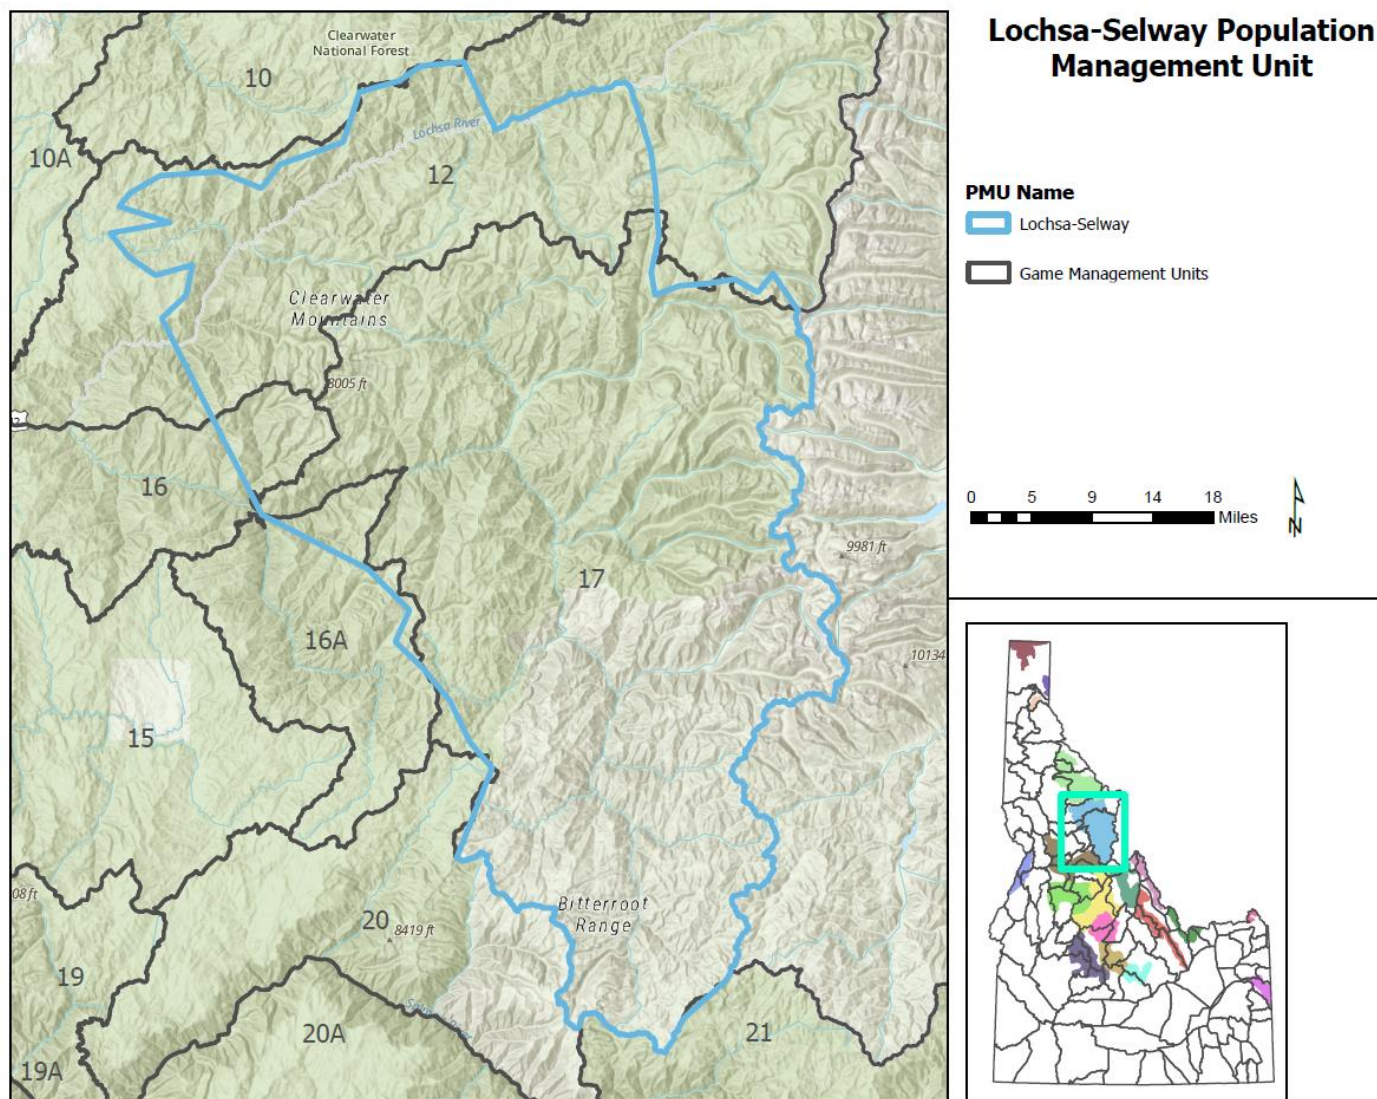 Lochsa-Selway Population
Management Unit
PMU Name
Lochsa-Selway
Game Management Units
0 5 9 14 18
Miles
N
Clearwater
National Forest
10
10A
Lochsa River
12
Clearwater
Mountains
8005 ft
16
9981 ft
17
16A
10134
15
Bitterroot
Range
20
8419 ft
08 ft
19
21
20A
19A